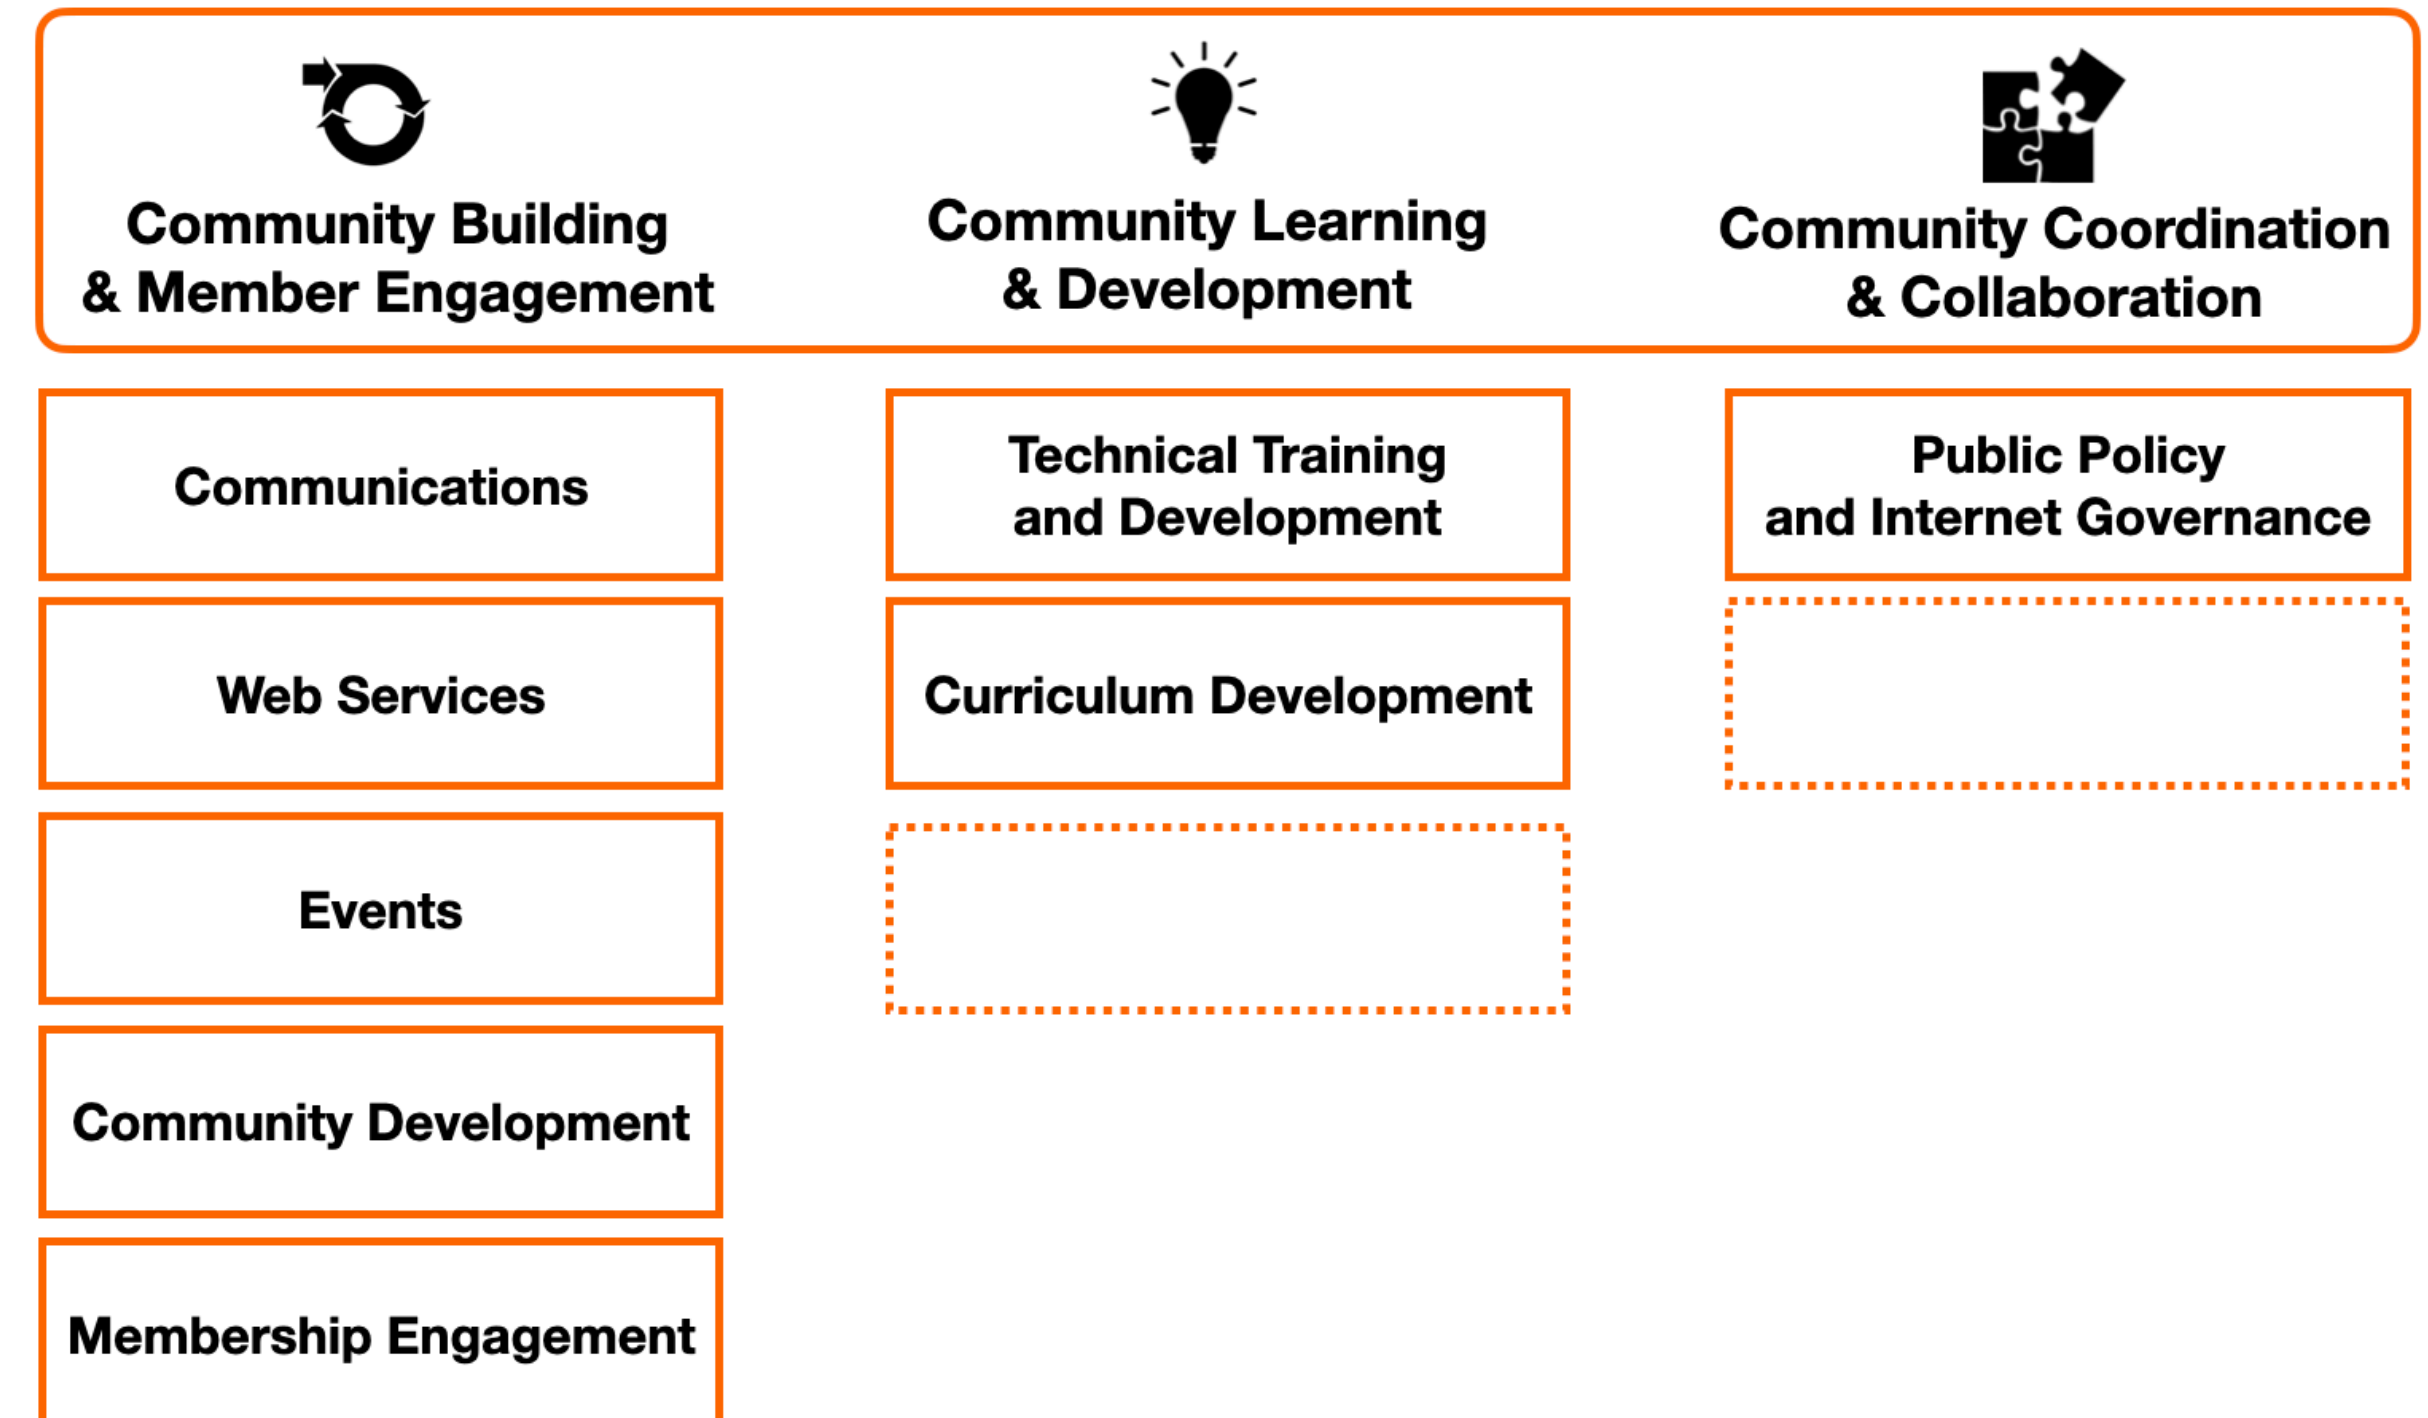 Community Building
& Member Engagement
Community Learning
& Development
Community Coordination
& Collaboration
Communications
Web Services
Events
Community Development
Membership Engagement
Technical Training
and Development
Curriculum Development
Public Policy
and Internet Governance